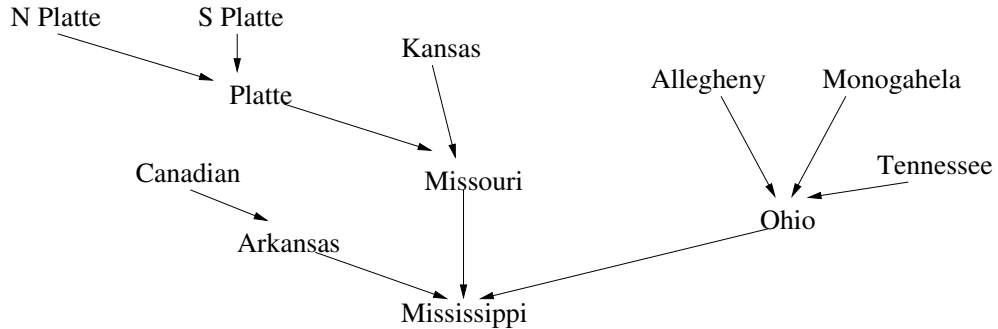 N Platte
S Platte
Kansas
Platte
Allegheny
Monogahela
Canadian
Missouri
Tennessee
Arkansas
Ohio
Mississippi